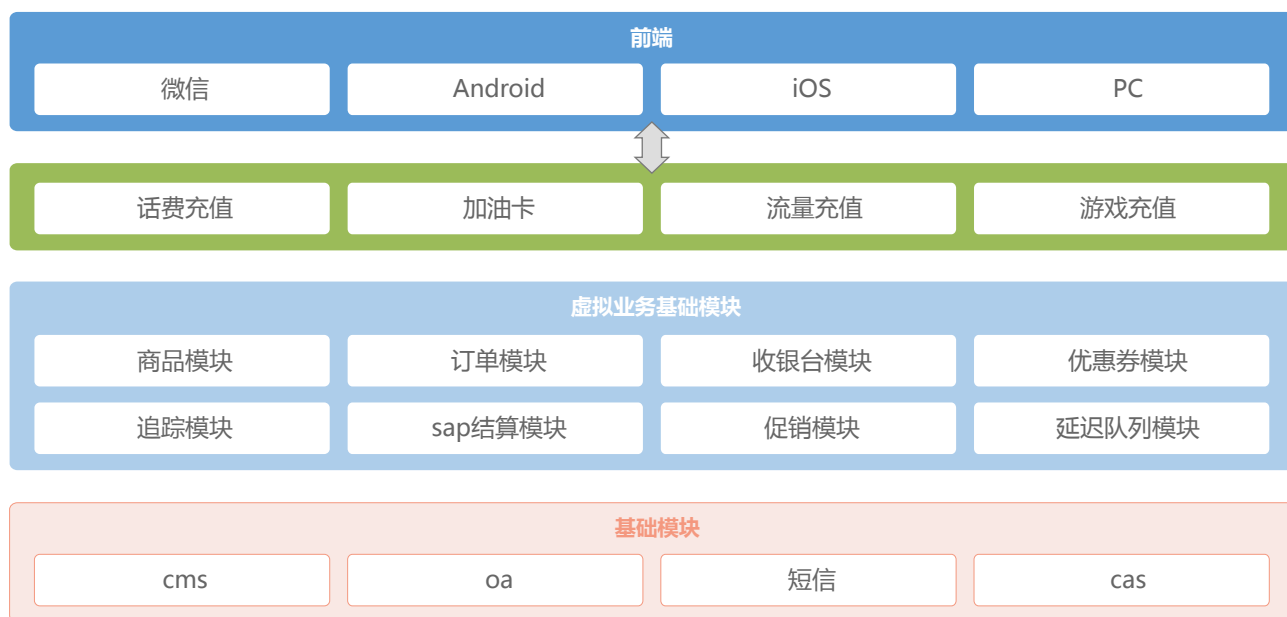 前端
微信 Android iOS PC
话费充值 加油卡 流量充值 游戏充值
虚拟业务基础模块
商品模块 订单模块 收银台模块 优惠券模块
追踪模块 sap结算模块 促销模块 延迟队列模块
基础模块
cms oa 短信 cas